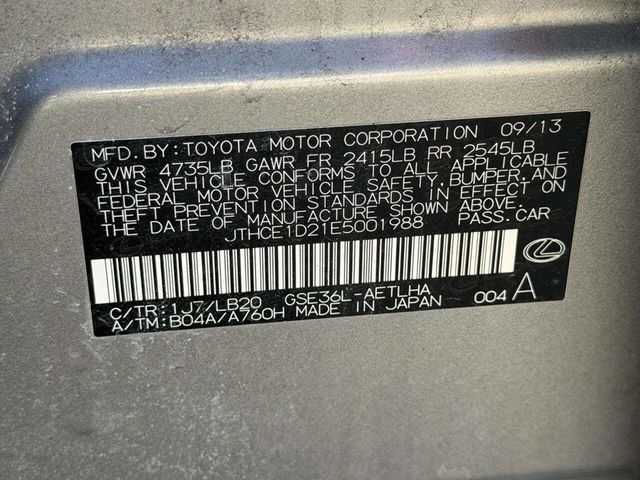 MFD. BY:TOYOTA MOTOR CORPORATION 09/13
GVWR 4735LB GAWR FR 2415LB RR 2545LB
THIS VEHICLE CONFORMS TO ALL APPLICABLE
FEDERAL MOTOR VEHICLE SAFETY,BUMPER,AND
THEFT PREVENTION STANDARDS IN EFFECT ON
THE DATE OF MANUFACTURE SHOWN ABOVE.
JTHCE1D21E5001988 PASS.CAR
C/TR:1J7/LB20 GSE36L-AETLHA
A/TM:B04A/A760H MADE IN JAPAN 004 A